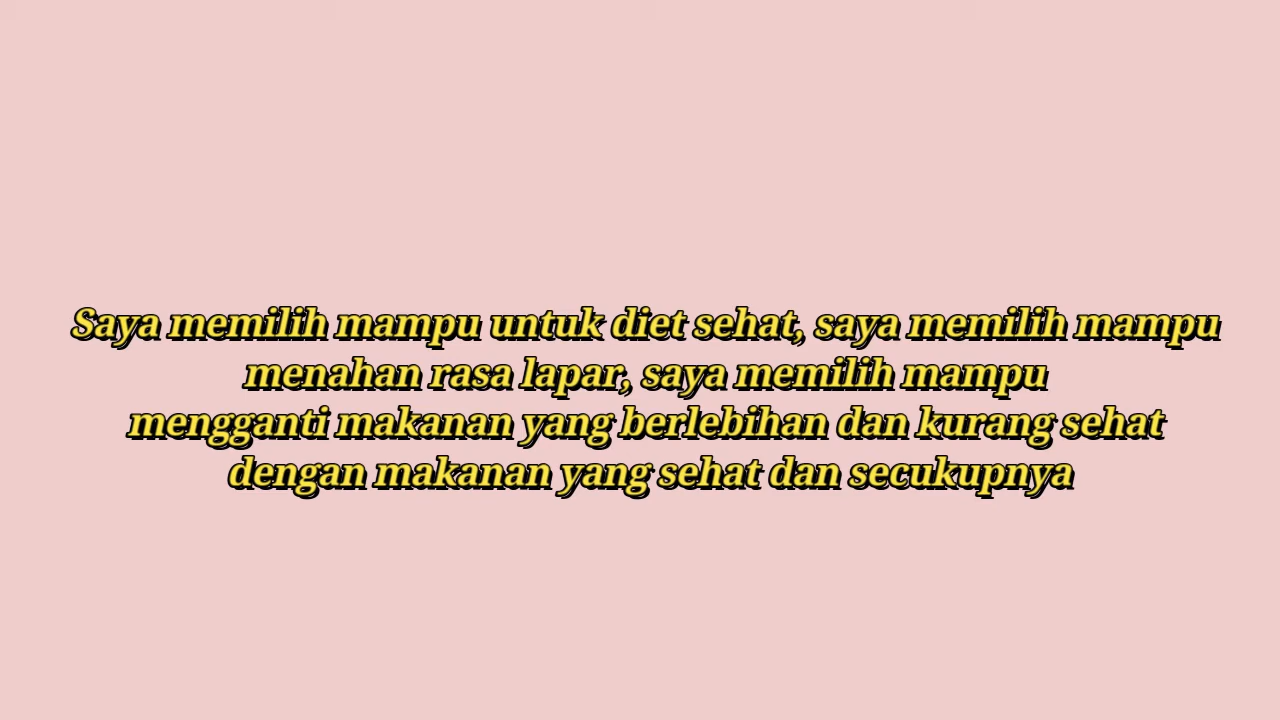 Saya memilih mampu untuk diet sehat, saya memilih mampu
menahan rasa lapar, saya memilih mampu
mengganti makanan yang berlebihan dan kurang sehat
dengan makanan yang sehat dan secukupnya